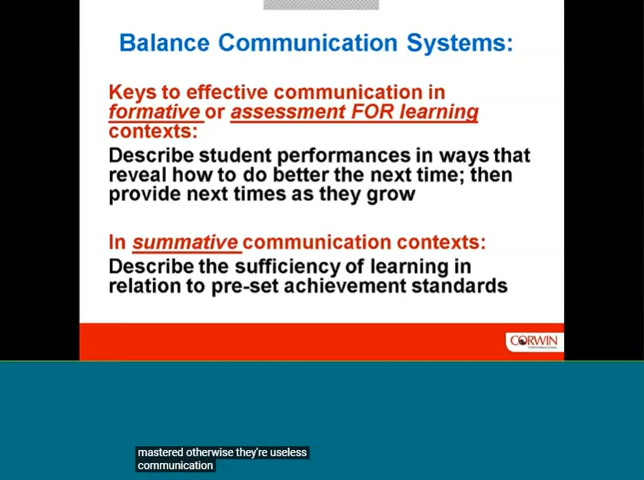 Balance Communication Systems:
Keys to effective communication in
formative or assessment FOR learning
contexts:
Describe student performances in ways that
reveal how to do better the next time; then
provide next times as they grow
In summative communication contexts:
Describe the sufficiency of learning in
relation to pre-set achievement standards
CORWIN
mastered otherwise they're useless
communication